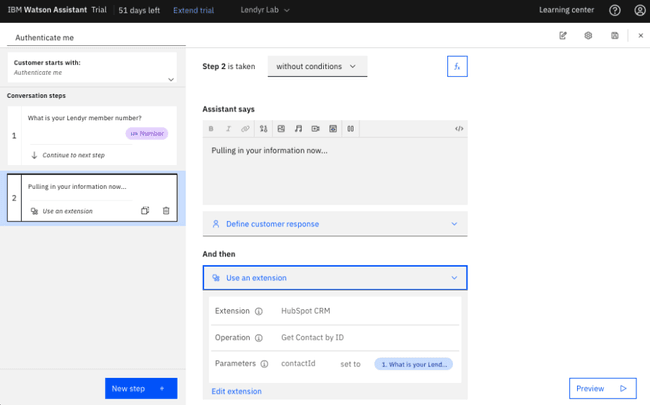 IBM Watson Assistant Trial 51 days left Extend trial Lendyr Lab Learning center
Authenticate me
Customer starts with:
Authenticate me
Conversation steps
1
What is your Lendyr member number?
Number
Continue to next step
2
Pulling in your information now...
Use an extension
New step +
Step 2 is taken without conditions
Assistant says
B I </>
Pulling in your information now...
Define customer response
And then
Use an extension
Extension HubSpot CRM
Operation Get Contact by ID
Parameters contactId set to 1. What is your Lend...
Edit extension
Preview